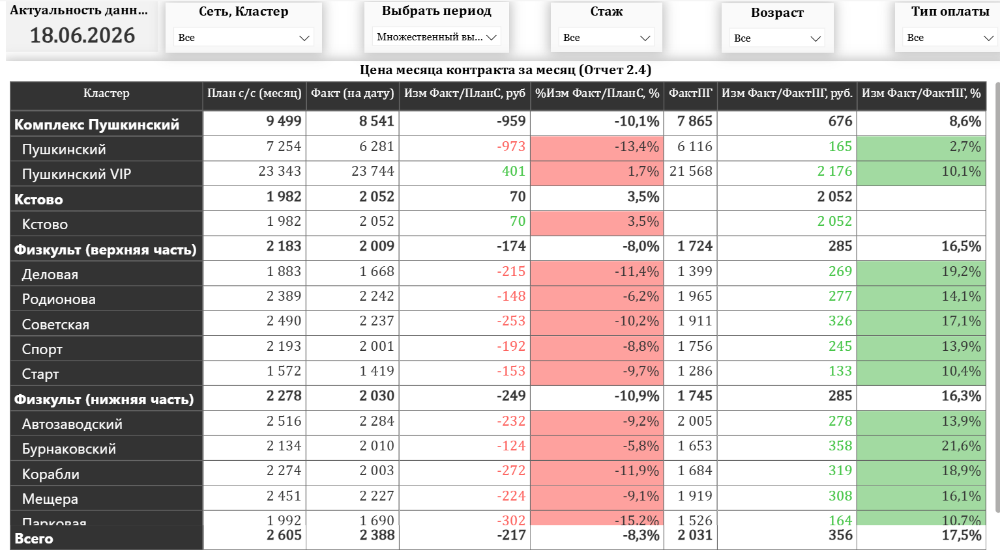 Актуальность данн...
18.06.2026
Сеть, Кластер
Все
Выбрать период
Множественный вы...
Стаж
Все
Возраст
Все
Тип оплаты
Все
Цена месяца контракта за месяц (Отчет 2.4)
Кластер План с/с (месяц) Факт (на дату) Изм Факт/ПланС, руб %Изм Факт/ПланС, % ФактПГ Изм Факт/ФактПГ, руб. Изм Факт/ФактПГ, %
Комплекс Пушкинский 9 499 8 541 -959 -10,1% 7 865 676 8,6%
Пушкинский 7 254 6 281 -973 -13,4% 6 116 165 2,7%
Пушкинский VIP 23 343 23 744 401 1,7% 21 568 2 176 10,1%
Кстово 1 982 2 052 70 3,5% 2 052
Кстово 1 982 2 052 70 3,5% 2 052
Физкульт (верхняя часть) 2 183 2 009 -174 -8,0% 1 724 285 16,5%
Деловая 1 883 1 668 -215 -11,4% 1 399 269 19,2%
Родионова 2 389 2 242 -148 -6,2% 1 965 277 14,1%
Советская 2 490 2 237 -253 -10,2% 1 911 326 17,1%
Спорт 2 193 2 001 -192 -8,8% 1 756 245 13,9%
Старт 1 572 1 419 -153 -9,7% 1 286 133 10,4%
Физкульт (нижняя часть) 2 278 2 030 -249 -10,9% 1 745 285 16,3%
Автозаводский 2 516 2 284 -232 -9,2% 2 005 278 13,9%
Бурнаковский 2 134 2 010 -124 -5,8% 1 653 358 21,6%
Корабли 2 274 2 003 -272 -11,9% 1 684 319 18,9%
Мещера 2 451 2 227 -224 -9,1% 1 919 308 16,1%
Парковая 1 992 1 690 -302 -15,2% 1 526 164 10,7%
Всего 2 605 2 388 -217 -8,3% 2 031 356 17,5%